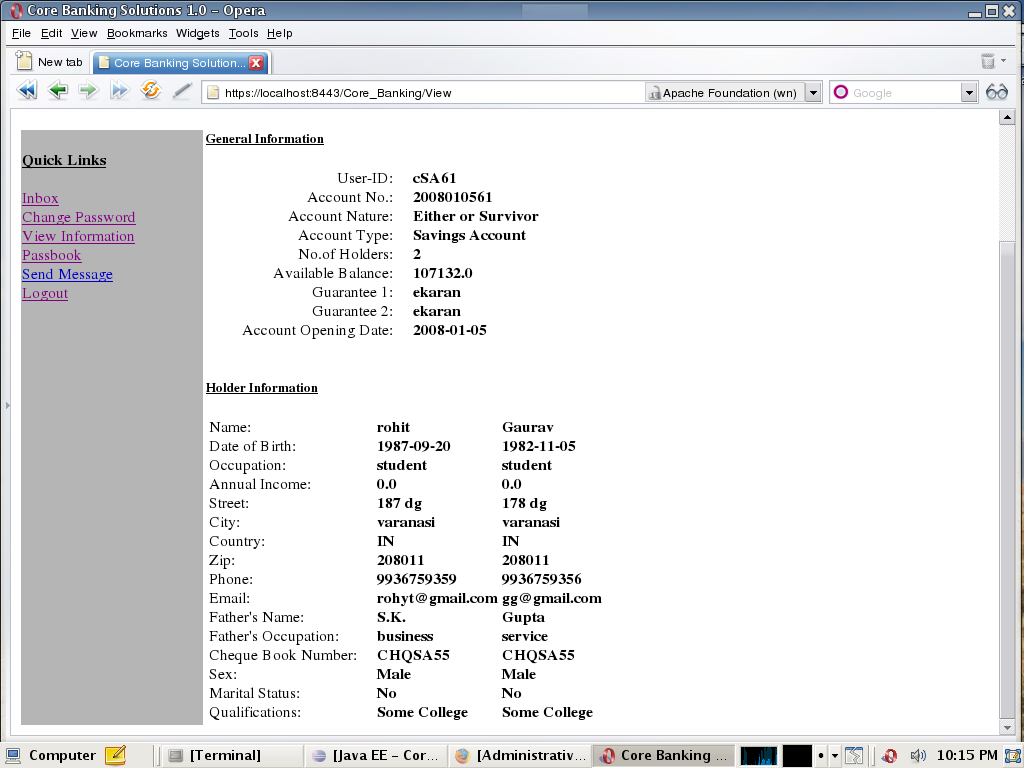 Core Banking Solutions 1.0 - Opera
File Edit View Bookmarks Widgets Tools Help
New tab Core Banking Solution...
https://localhost:8443/Core_Banking/View Apache Foundation (wn) Google
Quick Links
Inbox
Change Password
View Information
Passbook
Send Message
Logout
General Information
User-ID: cSA61
Account No.: 2008010561
Account Nature: Either or Survivor
Account Type: Savings Account
No.of Holders: 2
Available Balance: 107132.0
Guarantee 1: ekaran
Guarantee 2: ekaran
Account Opening Date: 2008-01-05
Holder Information
Name: rohit Gaurav
Date of Birth: 1987-09-20 1982-11-05
Occupation: student student
Annual Income: 0.0 0.0
Street: 187 dg 178 dg
City: varanasi varanasi
Country: IN IN
Zip: 208011 208011
Phone: 9936759359 9936759356
Email: rohyt@gmail.com gg@gmail.com
Father's Name: S.K. Gupta
Father's Occupation: business service
Cheque Book Number: CHQSA55 CHQSA55
Sex: Male Male
Marital Status: No No
Qualifications: Some College Some College
Computer [Terminal] [Java EE - Cor... [Administrativ... Core Banking ... 10:15 PM